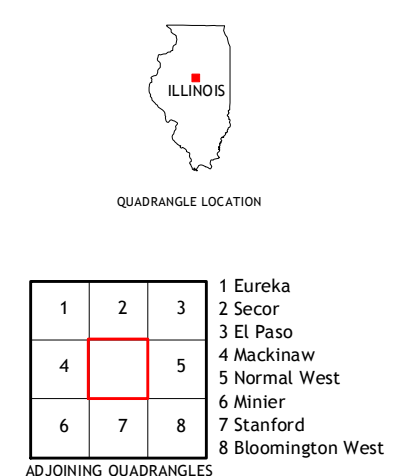 ILLINOIS
QUADRANGLE LOCATION
1 2 3
4 5
6 7 8
1 Eureka
2 Secor
3 El Paso
4 Mackinaw
5 Normal West
6 Minier
7 Stanford
8 Bloomington West
ADJOINING QUADRANGLES